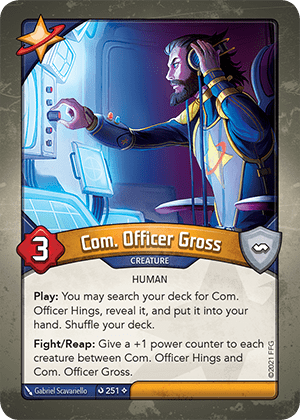 Com. Officer Gross
3
CREATURE
HUMAN
Play: You may search your deck for Com.
Officer Hings, reveal it, and put it into your
hand. Shuffle your deck.
Fight/Reap: Give a +1 power counter to each
creature between Com. Officer Hings and
Com. Officer Gross.
Gabriel Scavariello
251
©2021 FFG